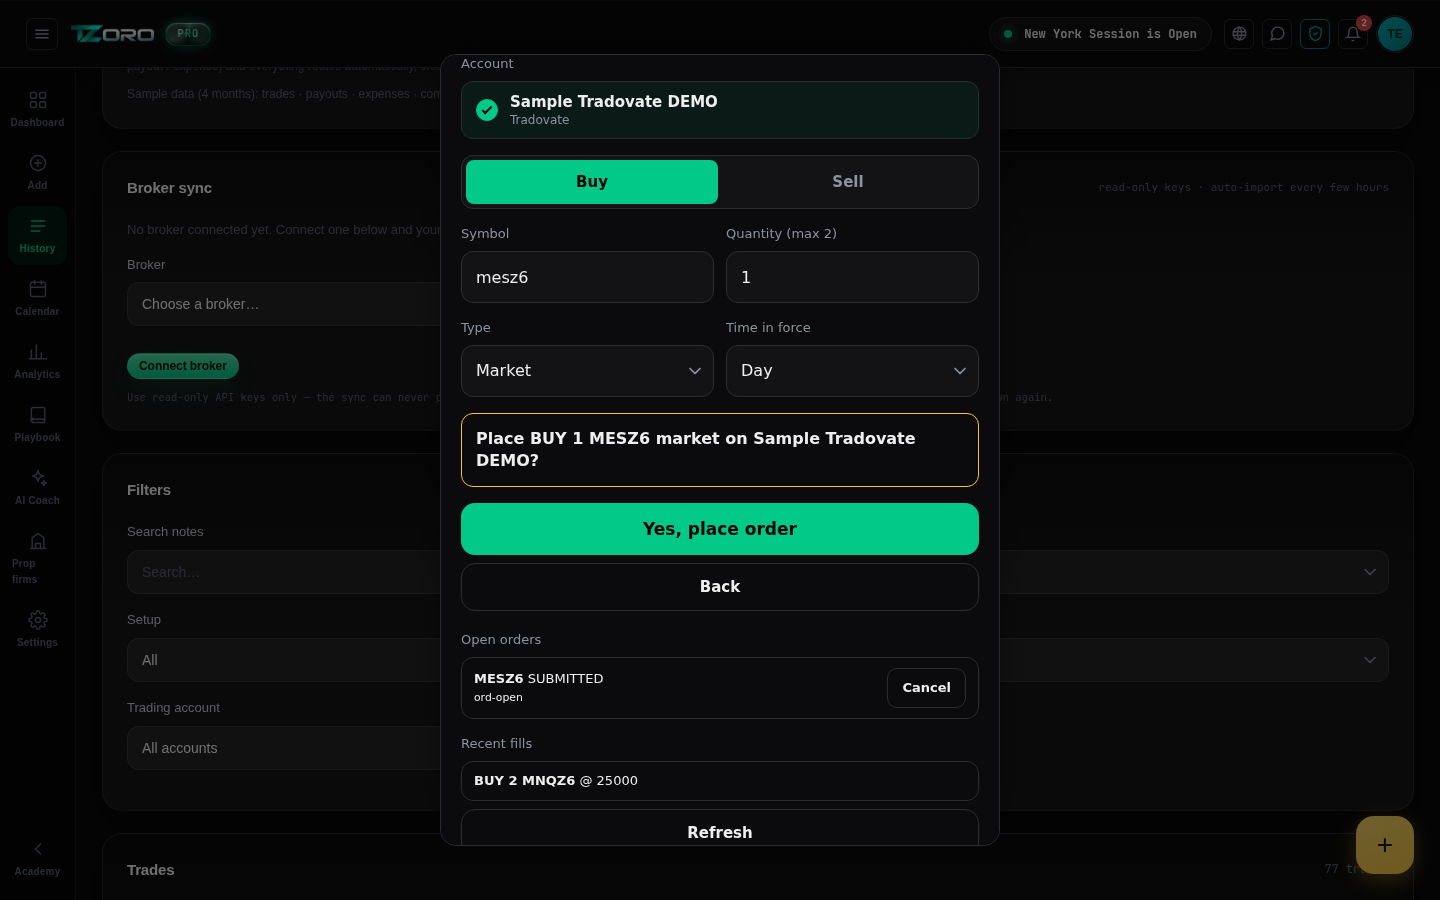 TZORO
PRO
New York Session is Open
2
TE
Dashboard
Add
History
Calendar
Analytics
Playbook
AI Coach
Prop
firms
Settings
Academy
Sample data (4 months): trades · payouts · expenses · com
Broker sync
read-only keys · auto-import every few hours
No broker connected yet. Connect one below and your
Broker
Choose a broker…
Connect broker
Use read-only API keys only — the sync can never p
again.
Filters
Search notes
Search…
Setup
All
Trading account
All accounts
Trades
77
Account
Sample Tradovate DEMO
Tradovate
Buy
Sell
Symbol
Quantity (max 2)
mesz6
1
Type
Time in force
Market
Day
Place BUY 1 MESZ6 market on Sample Tradovate
DEMO?
Yes, place order
Back
Open orders
MESZ6 SUBMITTED
ord-open
Cancel
Recent fills
BUY 2 MNQZ6 @ 25000
Refresh
+